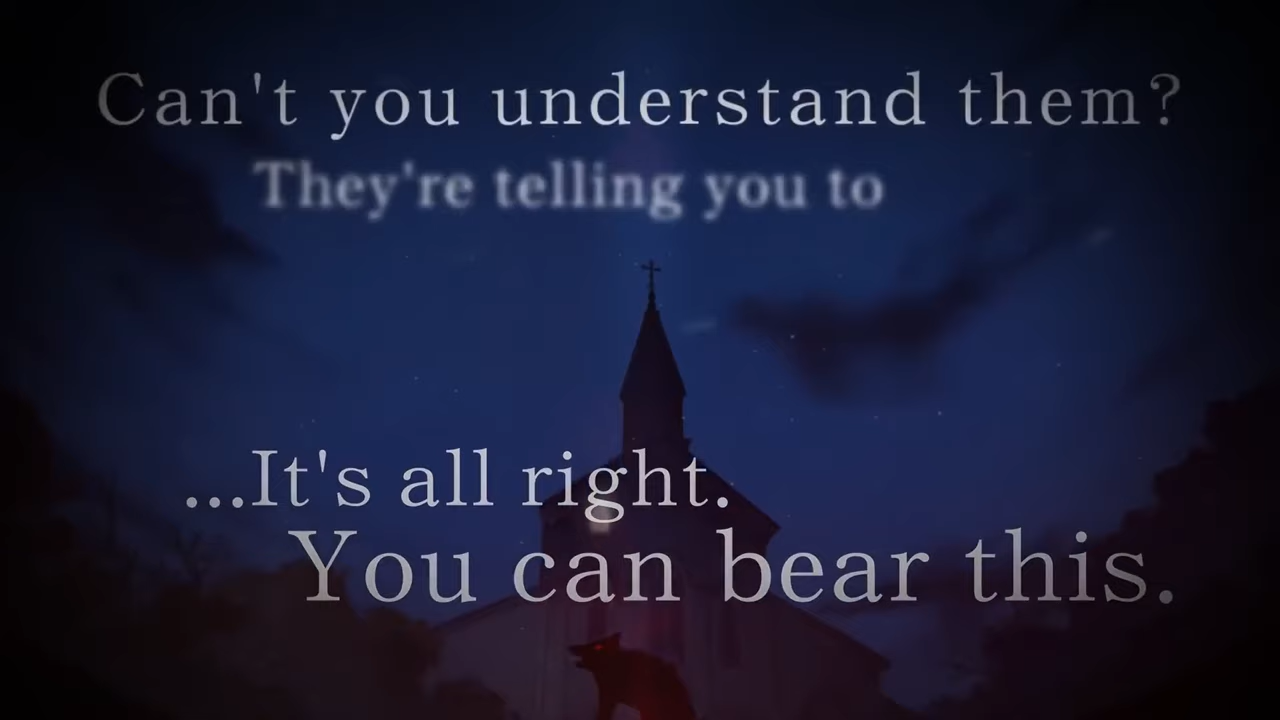 Can't you understand them?
They're telling you to
...It's all right.
You can bear this.